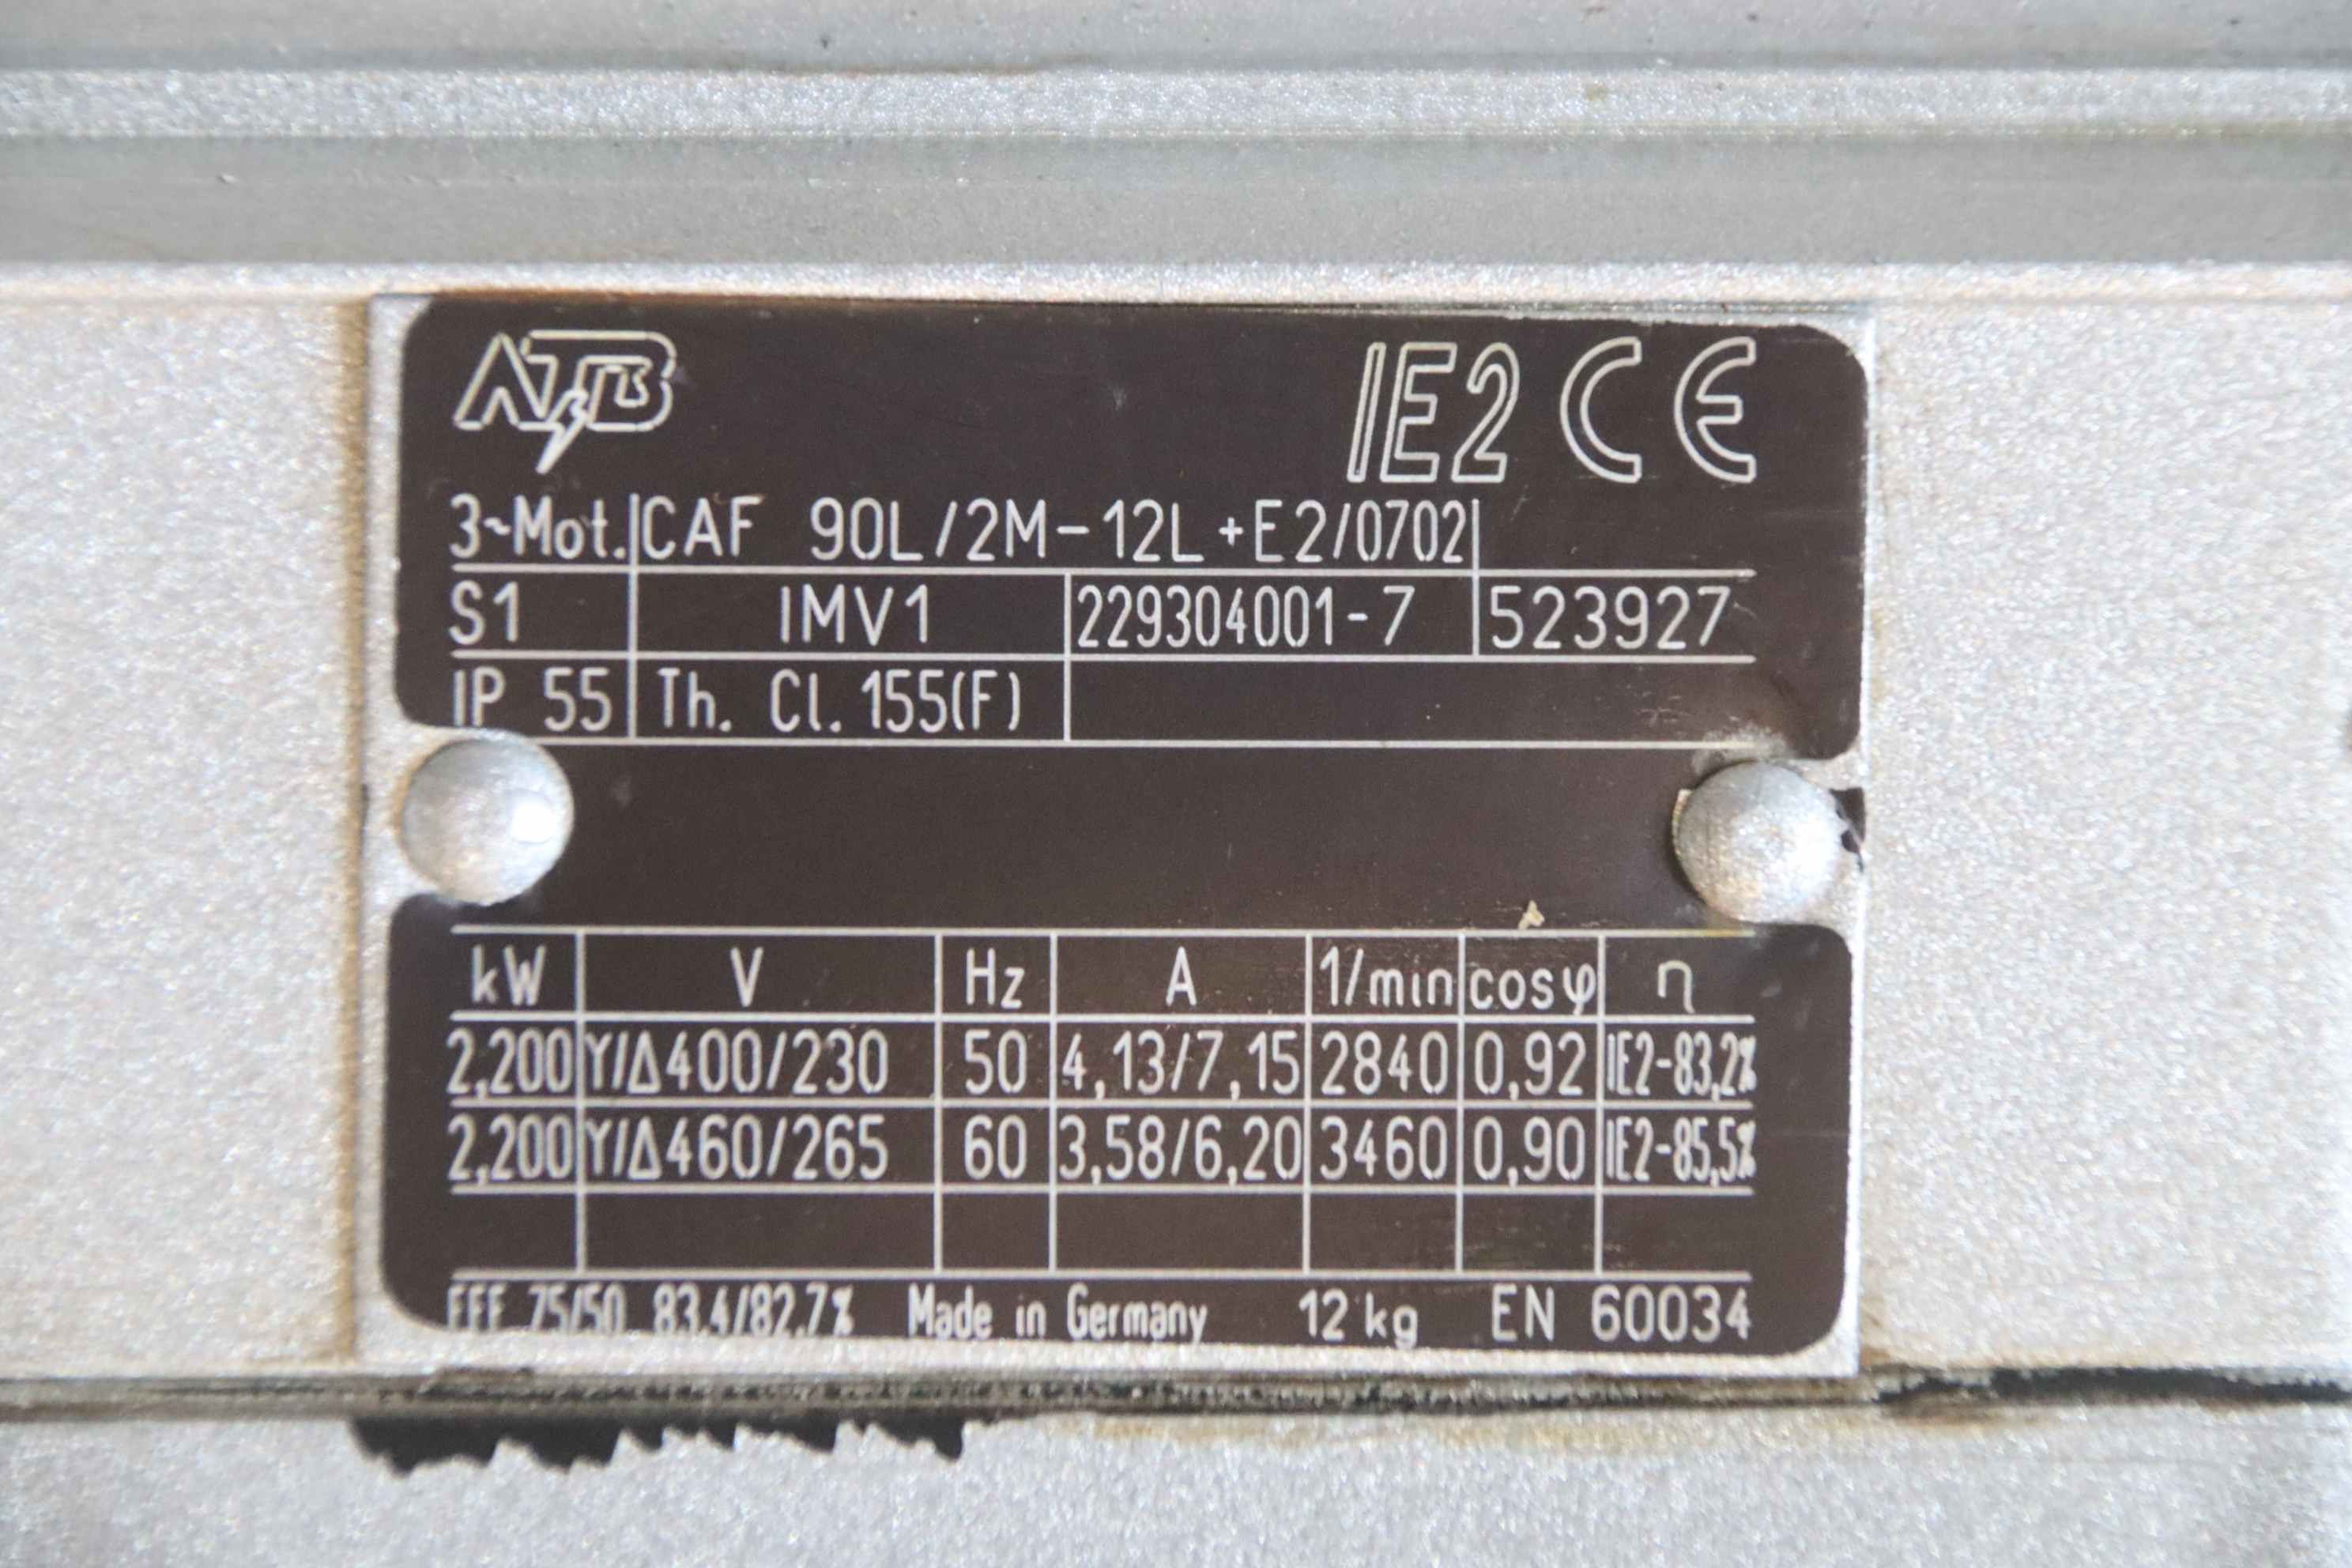 ATB IE2 CE
3~Mot. CAF 90L/2M-12L+E2/0702
S1 IMV1 229304001-7 523927
IP 55 Th. Cl. 155(F)
kW V Hz A 1/min cosφ η
2,200 Y/Δ400/230 50 4,13/7,15 2840 0,92 IE2-83,2%
2,200 Y/Δ460/265 60 3,58/6,20 3460 0,90 IE2-85,5%
EFF 75/50 83.4/82.7% Made in Germany 12 kg EN 60034